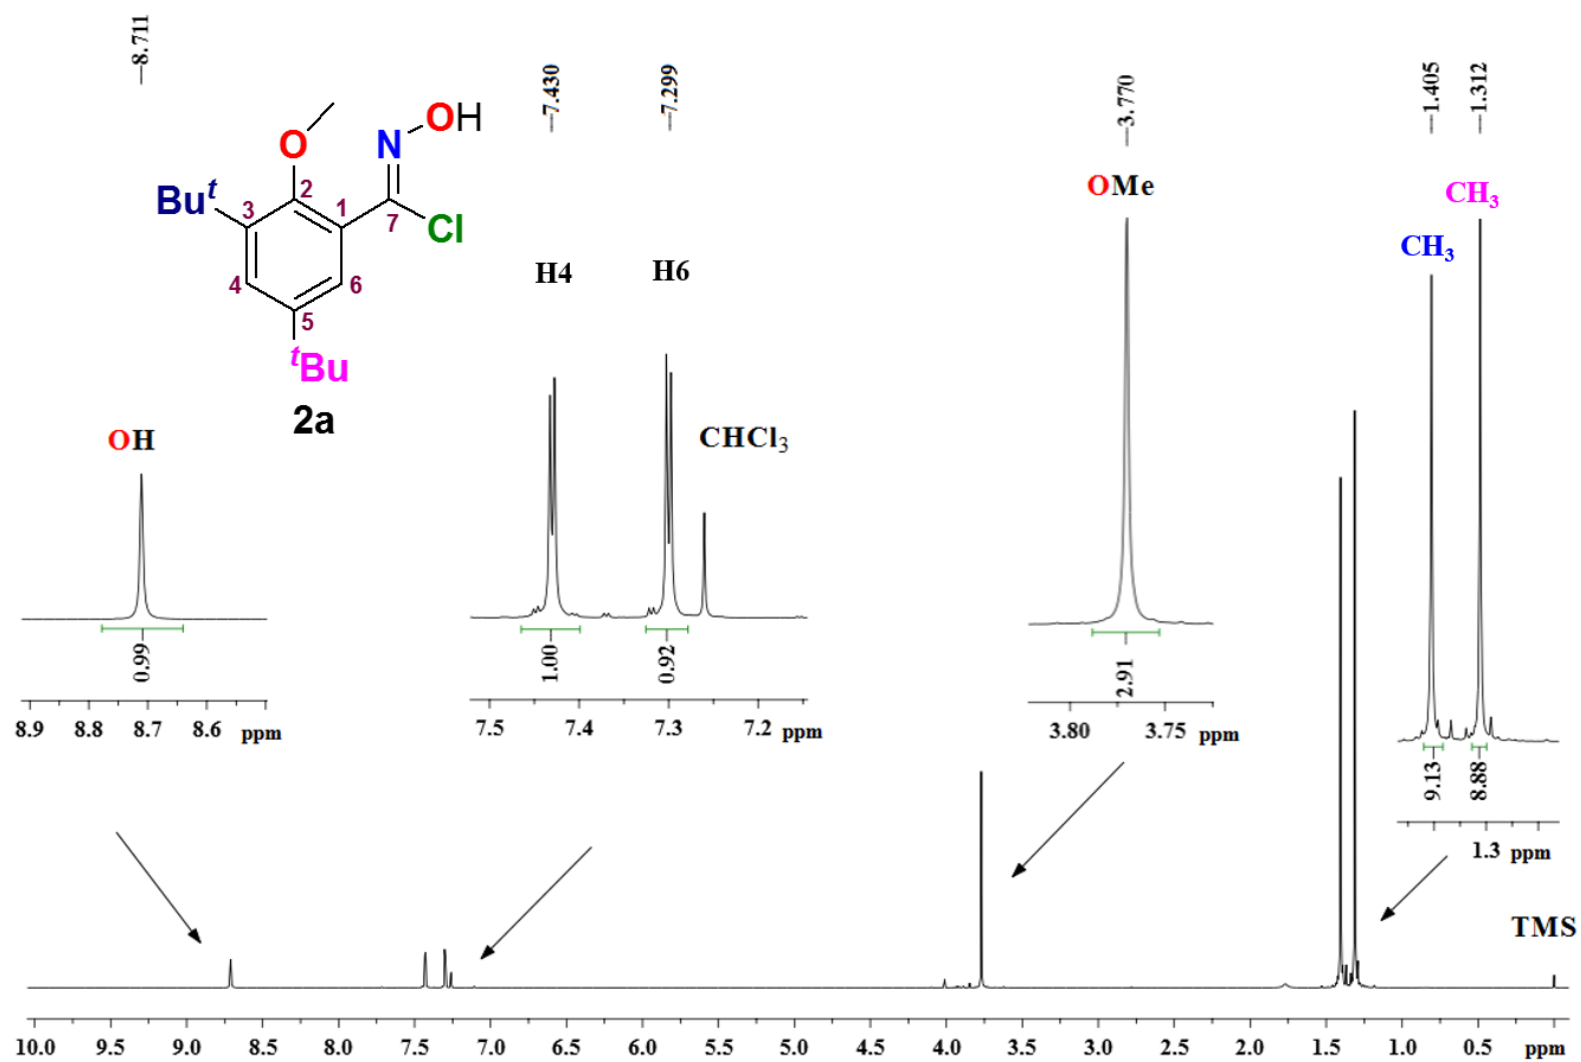 8.711
7.430
7.299
3.770
1.405
1.312
OH
N
O
Bu^t
2
1
3
7
Cl
4
6
5
^tBu
2a
OH
H4
H6
CHCl₃
OMe
CH₃
CH₃
0.99
1.00
0.92
2.91
9.13
8.88
8.9 8.8 8.7 8.6 ppm
7.5 7.4 7.3 7.2 ppm
3.80 3.75 ppm
1.3 ppm
TMS
10.0 9.5 9.0 8.5 8.0 7.5 7.0 6.5 6.0 5.5 5.0 4.5 4.0 3.5 3.0 2.5 2.0 1.5 1.0 0.5 ppm